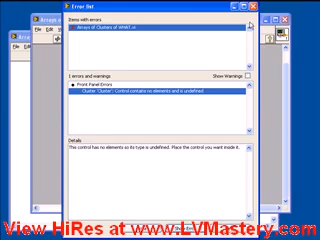 Error list
Items with errors
Arrays of Clusters of WHAT.vi
1 errors and warnings
Show Warnings
Front Panel Errors
Cluster 'Cluster': Control contains no elements and is undefined
Details
This control has no elements so its type is undefined. Place the control you want inside it.
View HiRes at www.LVMastery.com